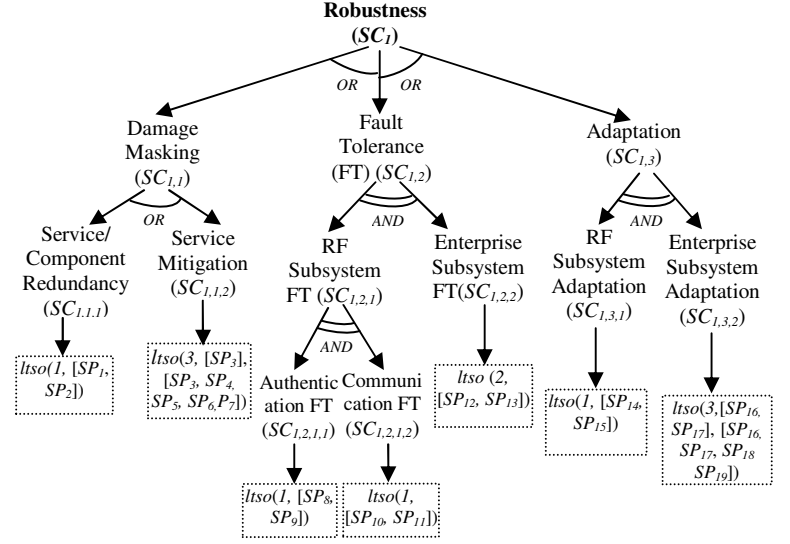 Robustness
(SC1)
OR OR
Damage
Masking
(SC1,1)
OR
Service/
Component
Redundancy
(SC1.1.1)
ltso(1, [SP1,
SP2])
Service
Mitigation
(SC1,1,2)
ltso(3, [SP3],
[SP3, SP4,
SP5, SP6,P7])
Fault
Tolerance
(FT) (SC1,2)
AND
RF
Subsystem
FT (SC1,2,1)
AND
Authentic
ation FT
(SC1,2,1,1)
ltso(1, [SP8,
SP9])
Communi
cation FT
(SC1,2,1,2)
ltso(1,
[SP10, SP11])
Enterprise
Subsystem
FT(SC1,2,2)
ltso (2,
[SP12, SP13])
Adaptation
(SC1,3)
AND
RF
Subsystem
Adaptation
(SC1,3,1)
ltso(1, [SP14,
SP15])
Enterprise
Subsystem
Adaptation
(SC1,3,2)
ltso(3,[SP16,
SP17], [SP16,
SP17, SP18
SP19])